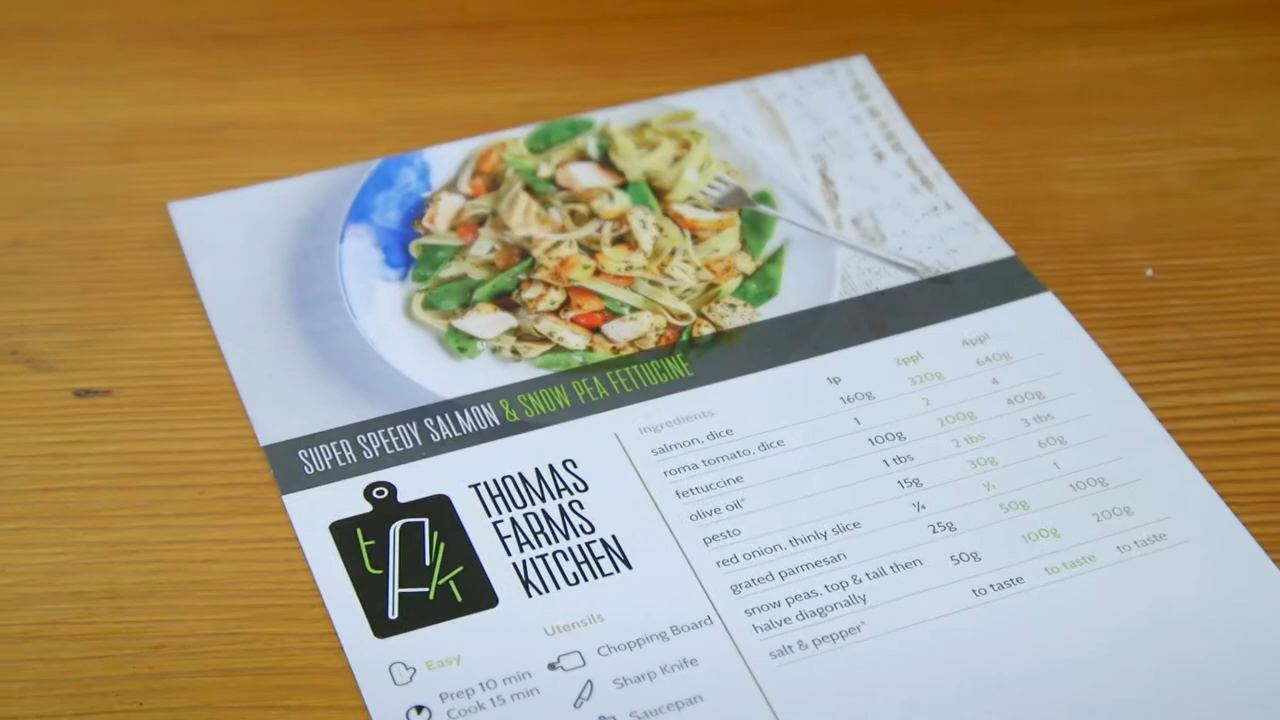 SUPER SPEEDY SALMON & SNOW PEA FETTUCINE
tfk
THOMAS
FARMS
KITCHEN
Easy
Prep 10 min
Cook 15 min
Utensils
Chopping Board
Sharp Knife
Saucepan
Ingredients 1p 2ppl 4ppl
salmon, dice 160g 320g 640g
roma tomato, dice 1 2 4
fettuccine 100g 200g 400g
olive oil* 1 tbs 2 tbs 3 tbs
pesto 15g 30g 60g
red onion, thinly slice ¼ ½ 1
grated parmesan 25g 50g 100g
snow peas, top & tail then
halve diagonally 50g 100g 200g
salt & pepper* to taste to taste to taste